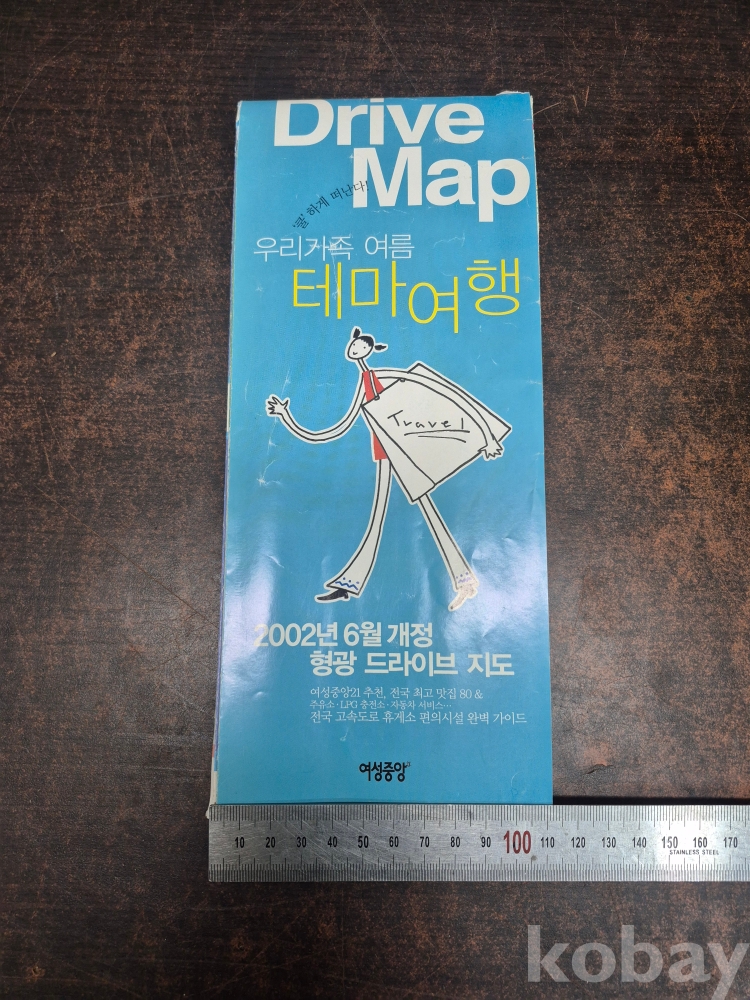 Drive
Map
'쿨'하게 떠난다!
우리가족 여름
테마여행
Travel
2002년 6월 개정
형광 드라이브 지도
여성중앙21 추천, 전국 최고 맛집 80 &
주유소·LPG 충전소·자동차 서비스…
전국 고속도로 휴게소 편의시설 완벽 가이드
여성중앙21
10 20 30 40 50 60 70 80 90 100 110 120 130 140 150 160 170
STAINLESS STEEL
kobay